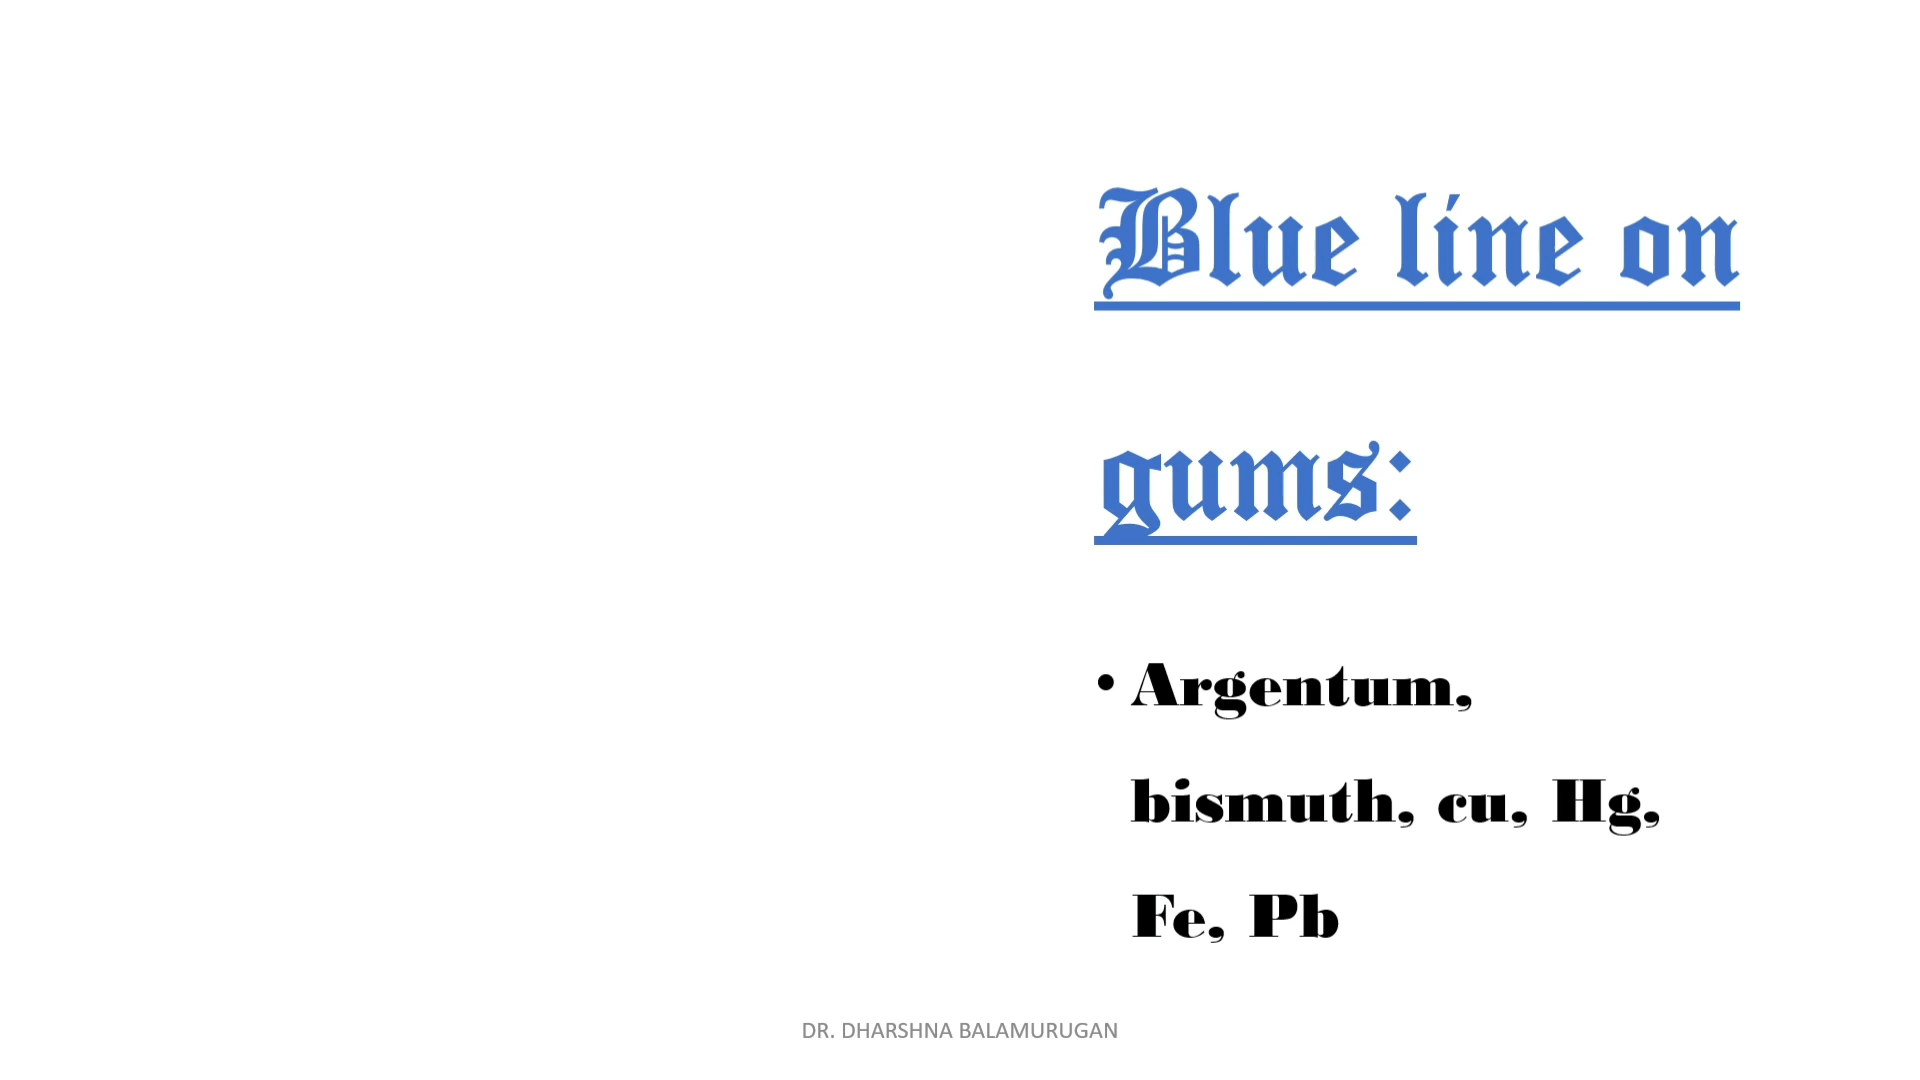 Blue line on
gums:
• Argentum,
bismuth, cu, Hg,
Fe, Pb
DR. DHARSHNA BALAMURUGAN